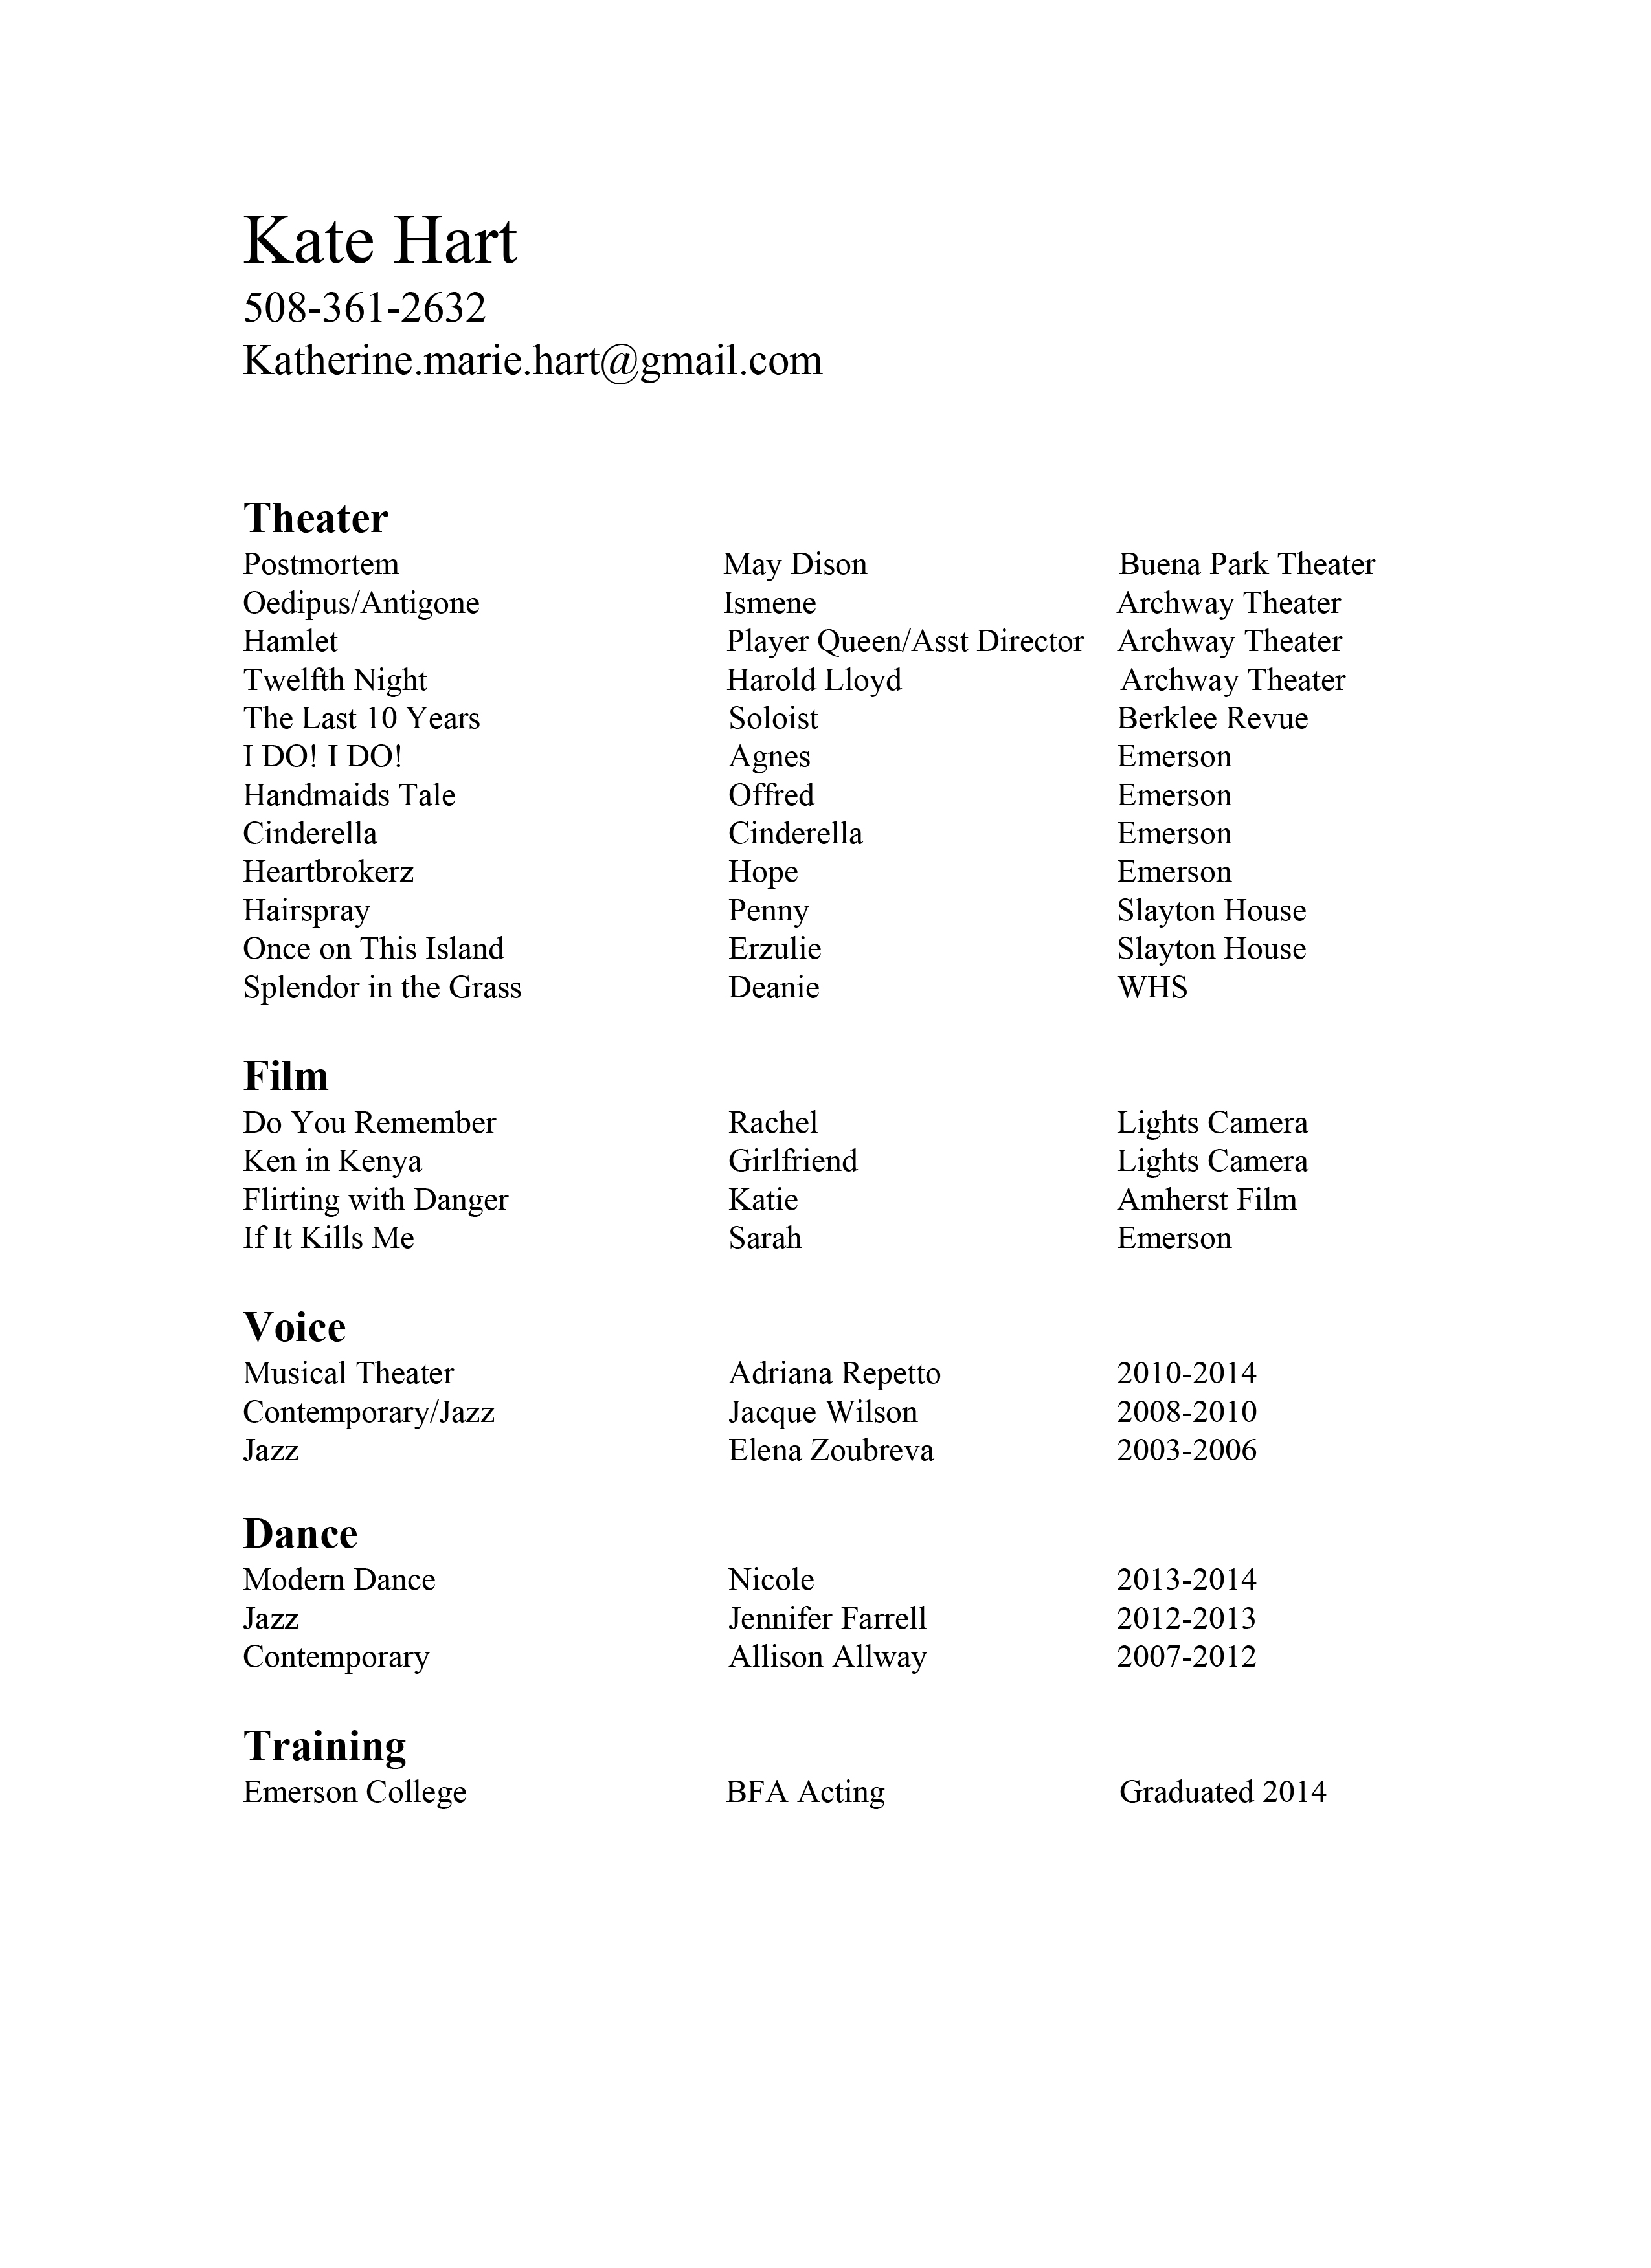 Kate Hart
508-361-2632
Katherine.marie.hart@gmail.com
Theater
Postmortem May Dison Buena Park Theater
Oedipus/Antigone Ismene Archway Theater
Hamlet Player Queen/Asst Director Archway Theater
Twelfth Night Harold Lloyd Archway Theater
The Last 10 Years Soloist Berklee Revue
I DO! I DO! Agnes Emerson
Handmaids Tale Offred Emerson
Cinderella Cinderella Emerson
Heartbrokerz Hope Emerson
Hairspray Penny Slayton House
Once on This Island Erzulie Slayton House
Splendor in the Grass Deanie WHS
Film
Do You Remember Rachel Lights Camera
Ken in Kenya Girlfriend Lights Camera
Flirting with Danger Katie Amherst Film
If It Kills Me Sarah Emerson
Voice
Musical Theater Adriana Repetto 2010-2014
Contemporary/Jazz Jacque Wilson 2008-2010
Jazz Elena Zoubreva 2003-2006
Dance
Modern Dance Nicole 2013-2014
Jazz Jennifer Farrell 2012-2013
Contemporary Allison Allway 2007-2012
Training
Emerson College BFA Acting Graduated 2014